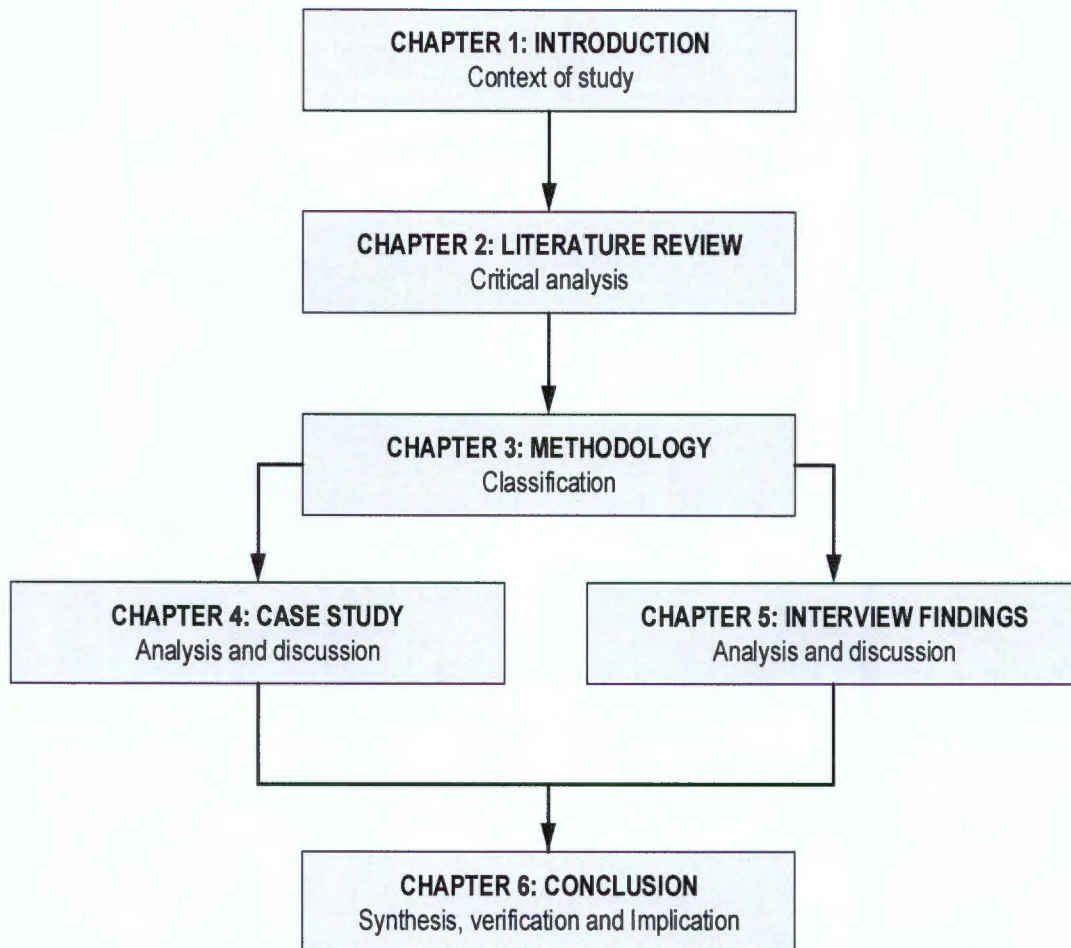 CHAPTER 1: INTRODUCTION
Context of study
CHAPTER 2: LITERATURE REVIEW
Critical analysis
CHAPTER 3: METHODOLOGY
Classification
CHAPTER 4: CASE STUDY
Analysis and discussion
CHAPTER 5: INTERVIEW FINDINGS
Analysis and discussion
CHAPTER 6: CONCLUSION
Synthesis, verification and Implication